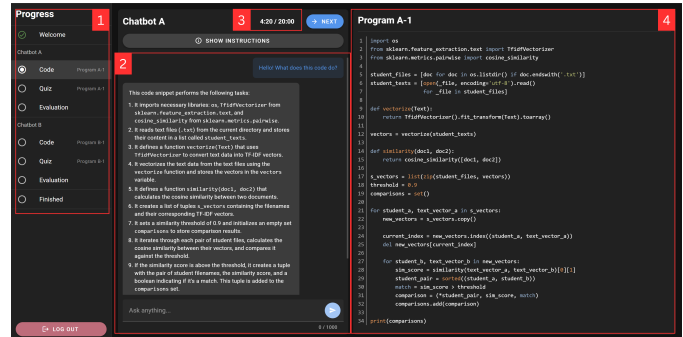 Progress
1
Welcome
Chatbot A
Code Program A-1
Quiz Program A-1
Evaluation
Chatbot B
Code Program B-1
Quiz Program B-1
Evaluation
Finished
LOG OUT
Chatbot A
3
4:20 / 20:00
→ NEXT
SHOW INSTRUCTIONS
2
Hello! What does this code do?
This code snippet performs the following tasks:
1. It imports necessary libraries: os, TfidfVectorizer from
sklearn.feature_extraction.text, and
cosine_similarity from sklearn.metrics.pairwise.
2. It reads text files (.txt) from the current directory and stores
their content in a list called student_texts.
3. It defines a function vectorize(Text) that uses
TfidfVectorizer to convert text data into TF-IDF vectors.
4. It vectorizes the text data from the text files using the
vectorize function and stores the vectors in the vectors
variable.
5. It defines a function similarity(doc1, doc2) that
calculates the cosine similarity between two documents.
6. It creates a list of tuples s_vectors containing the filenames
and their corresponding TF-IDF vectors.
7. It sets a similarity threshold of 0.9 and initializes an empty set
comparisons to store comparison results.
8. It iterates through each pair of student files, calculates the
cosine similarity between their vectors, and compares it
against the threshold.
9. If the similarity is above the threshold, it creates a tuple
with the pair of student filenames, the similarity score, and a
boolean indicating if it's a match. This tuple is added to the
comparisons set.
Ask anything...
0 / 1000
Program A-1
4
1 import os
2 from sklearn.feature_extraction.text import TfidfVectorizer
3 from sklearn.metrics.pairwise import cosine_similarity
4
5 student_files = [doc for doc in os.listdir() if doc.endswith('.txt')]
6 student_texts = [open(_file, encoding='utf-8').read()
7 for _file in student_files]
8
9 def vectorize(Text):
10 return TfidfVectorizer().fit_transform(Text).toarray()
11
12 vectors = vectorize(student_texts)
13
14 def similarity(doc1, doc2):
15 return cosine_similarity([doc1, doc2])
16
17 s_vectors = list(zip(student_files, vectors))
18 threshold = 0.9
19 comparisons = set()
20
21 for student_a, text_vector_a in s_vectors:
22 new_vectors = s_vectors.copy()
23
24 current_index = new_vectors.index((student_a, text_vector_a))
25 del new_vectors[current_index]
26
27 for student_b, text_vector_b in new_vectors:
28 sim_score = similarity(text_vector_a, text_vector_b)[0][1]
29 student_pair = sorted((student_a, student_b))
30 match = sim_score > threshold
31 comparison = (*student_pair, sim_score, match)
32 comparisons.add(comparison)
33
34 print(comparisons)